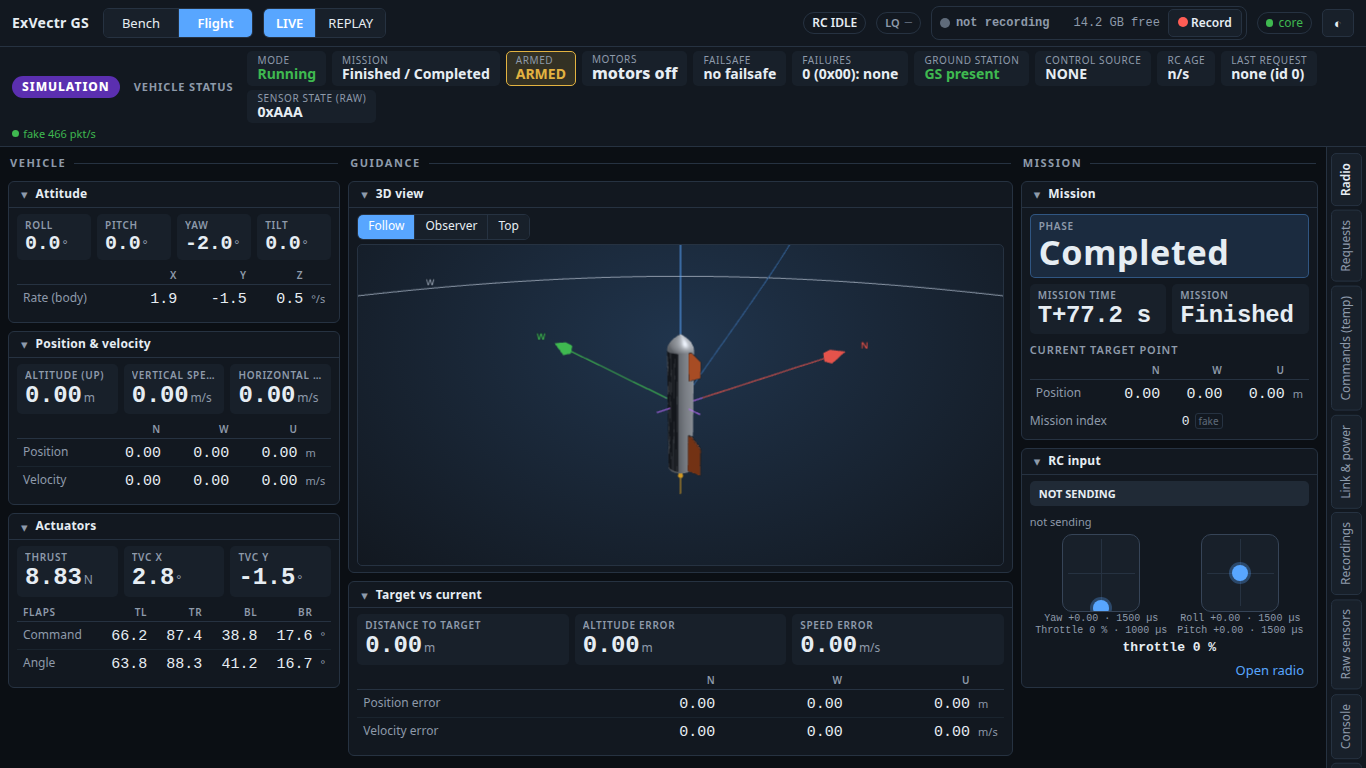 ExVectr GS
Bench
Flight
LIVE
REPLAY
RC IDLE
LQ —
not recording
14.2 GB free
Record
core
SIMULATION
VEHICLE STATUS
MODE
Running
MISSION
Finished / Completed
ARMED
ARMED
MOTORS
motors off
FAILSAFE
no failsafe
FAILURES
0 (0x00): none
GROUND STATION
GS present
CONTROL SOURCE
NONE
RC AGE
n/s
LAST REQUEST
none (id 0)
SENSOR STATE (RAW)
0xAAA
fake 466 pkt/s
VEHICLE
Attitude
ROLL
0.0°
PITCH
0.0°
YAW
-2.0°
TILT
0.0°
X Y Z
Rate (body) 1.9 -1.5 0.5 °/s
Position & velocity
ALTITUDE (UP)
0.00 m
VERTICAL SPE…
0.00 m/s
HORIZONTAL …
0.00 m/s
N W U
Position 0.00 0.00 0.00 m
Velocity 0.00 0.00 0.00 m/s
Actuators
THRUST
8.83 N
TVC X
2.8°
TVC Y
-1.5°
FLAPS TL TR BL BR
Command 66.2 87.4 38.8 17.6 °
Angle 63.8 88.3 41.2 16.7 °
GUIDANCE
3D view
Follow
Observer
Top
W
W
N
Target vs current
DISTANCE TO TARGET
0.00 m
ALTITUDE ERROR
0.00 m
SPEED ERROR
0.00 m/s
N W U
Position error 0.00 0.00 0.00 m
Velocity error 0.00 0.00 0.00 m/s
MISSION
Mission
PHASE
Completed
MISSION TIME
T+77.2 s
MISSION
Finished
CURRENT TARGET POINT
N W U
Position 0.00 0.00 0.00 m
Mission index 0 fake
RC input
NOT SENDING
not sending
Yaw +0.00 · 1500 µs
Throttle 0 % · 1000 µs
Roll +0.00 · 1500 µs
Pitch +0.00 · 1500 µs
throttle 0 %
Open radio
Radio
Requests
Commands (temp)
Link & power
Recordings
Raw sensors
Console